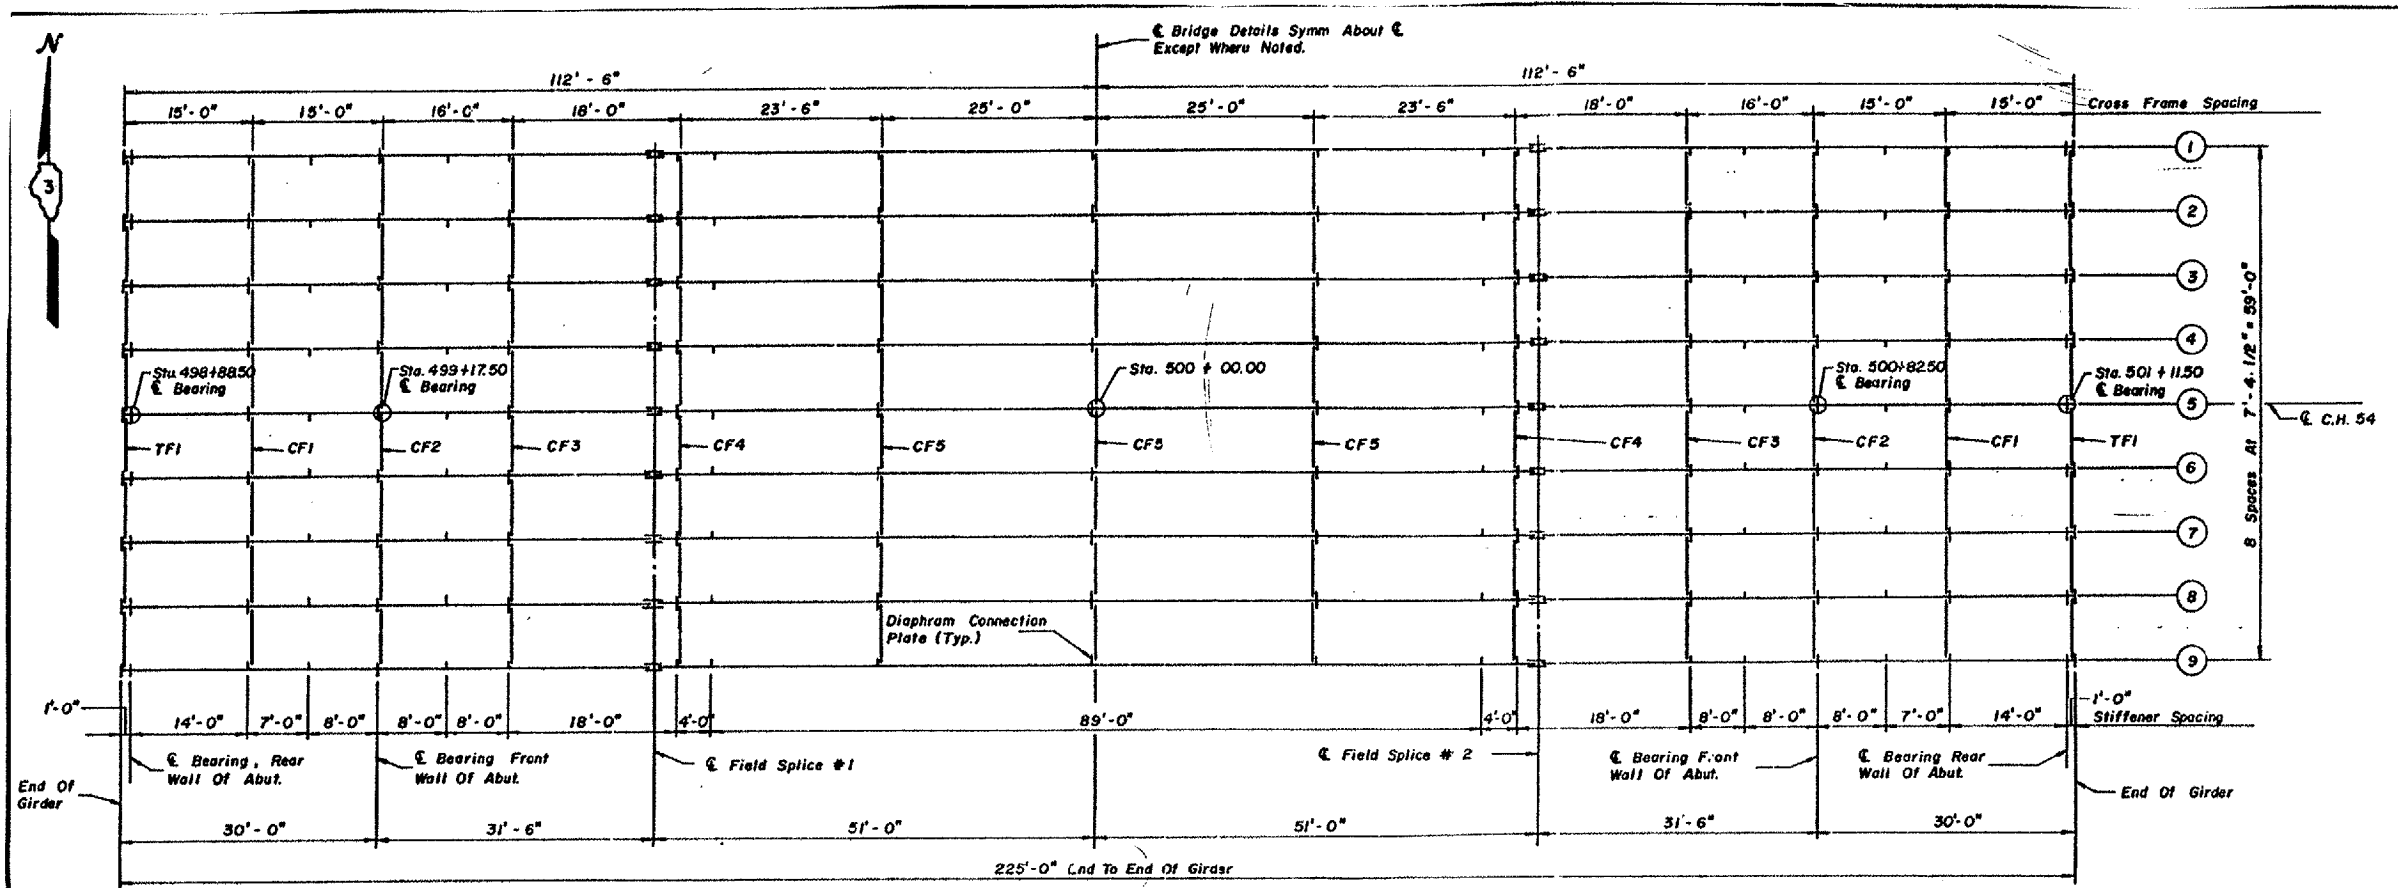 N
3
℄ Bridge Details Symm About ℄
Except Wheru Noted.
112'-6"
112'-6"
15'-0" 15'-0" 16'-0" 18'-0" 23'-6" 25'-0" 25'-0" 23'-6" 18'-0" 16'-0" 15'-0" 15'-0" Cross Frame Spacing
1
2
3
4
5
6
7
8
9
8 Spaces At 7'-4 1/2" = 59'-0"
Sta. 498+88.50
℄ Bearing
Sta. 499+17.50
℄ Bearing
Sta. 500 + 00.00
Sta. 500+82.50
℄ Bearing
Sta. 501 + 11.50
℄ Bearing
℄ C.H. 54
TF1 CF1 CF2 CF3 CF4 CF5 CF5 CF5 CF4 CF3 CF2 CF1 TF1
Diaphram Connection
Plate (Typ.)
1'-0" 14'-0" 7'-0" 8'-0" 8'-0" 8'-0" 18'-0" 4'-0" 89'-0" 4'-0" 18'-0" 8'-0" 8'-0" 8'-0" 7'-0" 14'-0" 1'-0"
Stiffener Spacing
℄ Bearing, Rear
Wall Of Abut.
℄ Bearing Front
Wall Of Abut.
℄ Field Splice #1
℄ Field Splice # 2
℄ Bearing Front
Wall Of Abut.
℄ Bearing Rear
Wall Of Abut.
End Of
Girder
End Of Girder
30'-0" 31'-6" 51'-0" 51'-0" 31'-6" 30'-0"
225'-0" End To End Of Girder